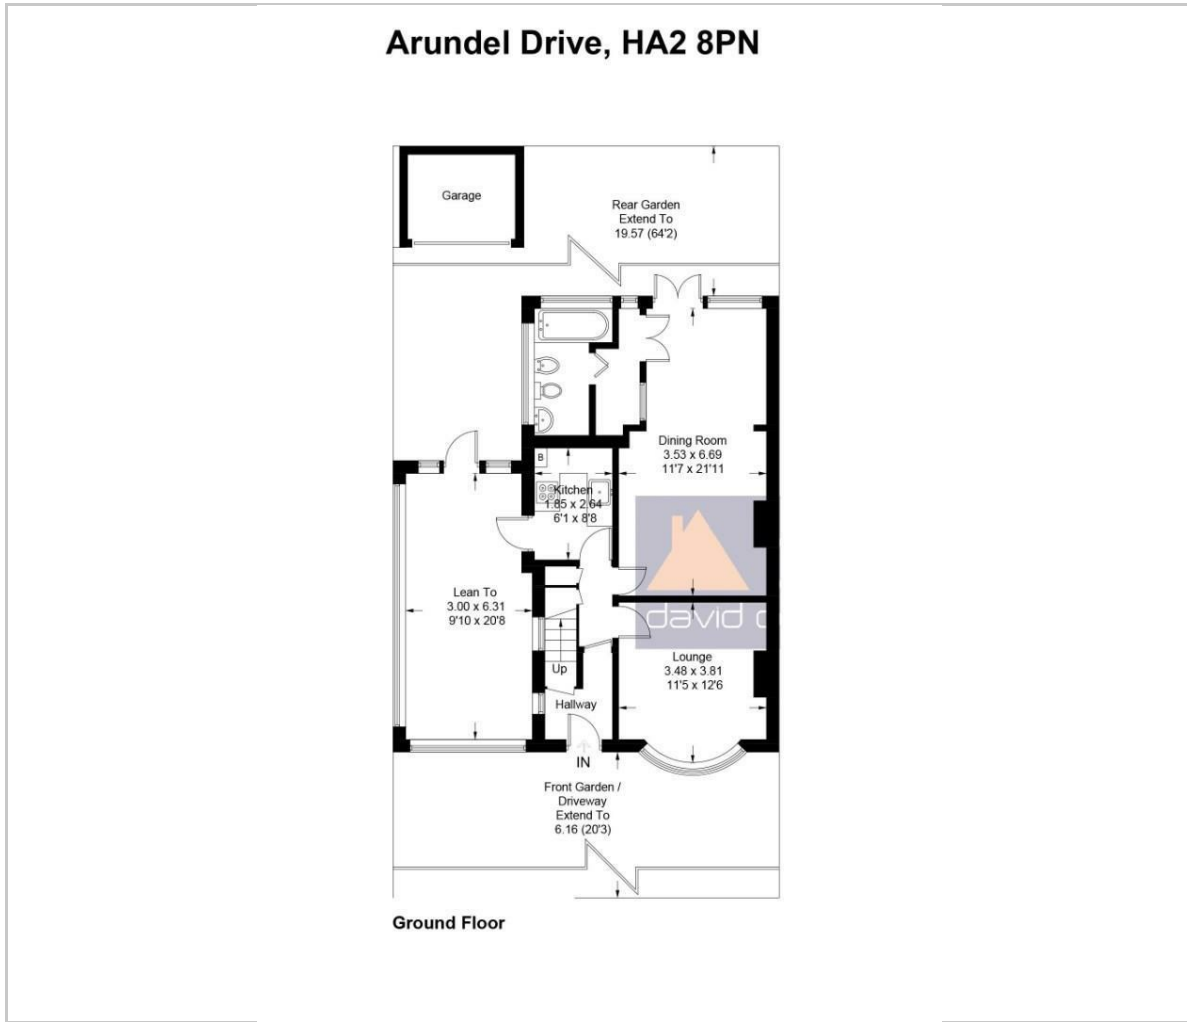 Arundel Drive, HA2 8PN
Garage
Rear Garden
Extend To
19.57 (64'2)
Dining Room
3.53 x 6.69
11'7 x 21'11
B
Kitchen
1.85 x 2.64
6'1 x 8'8
Lean To
3.00 x 6.31
9'10 x 20'8
david
Lounge
3.48 x 3.81
11'5 x 12'6
Up
Hallway
IN
Front Garden /
Driveway
Extend To
6.16 (20'3)
Ground Floor